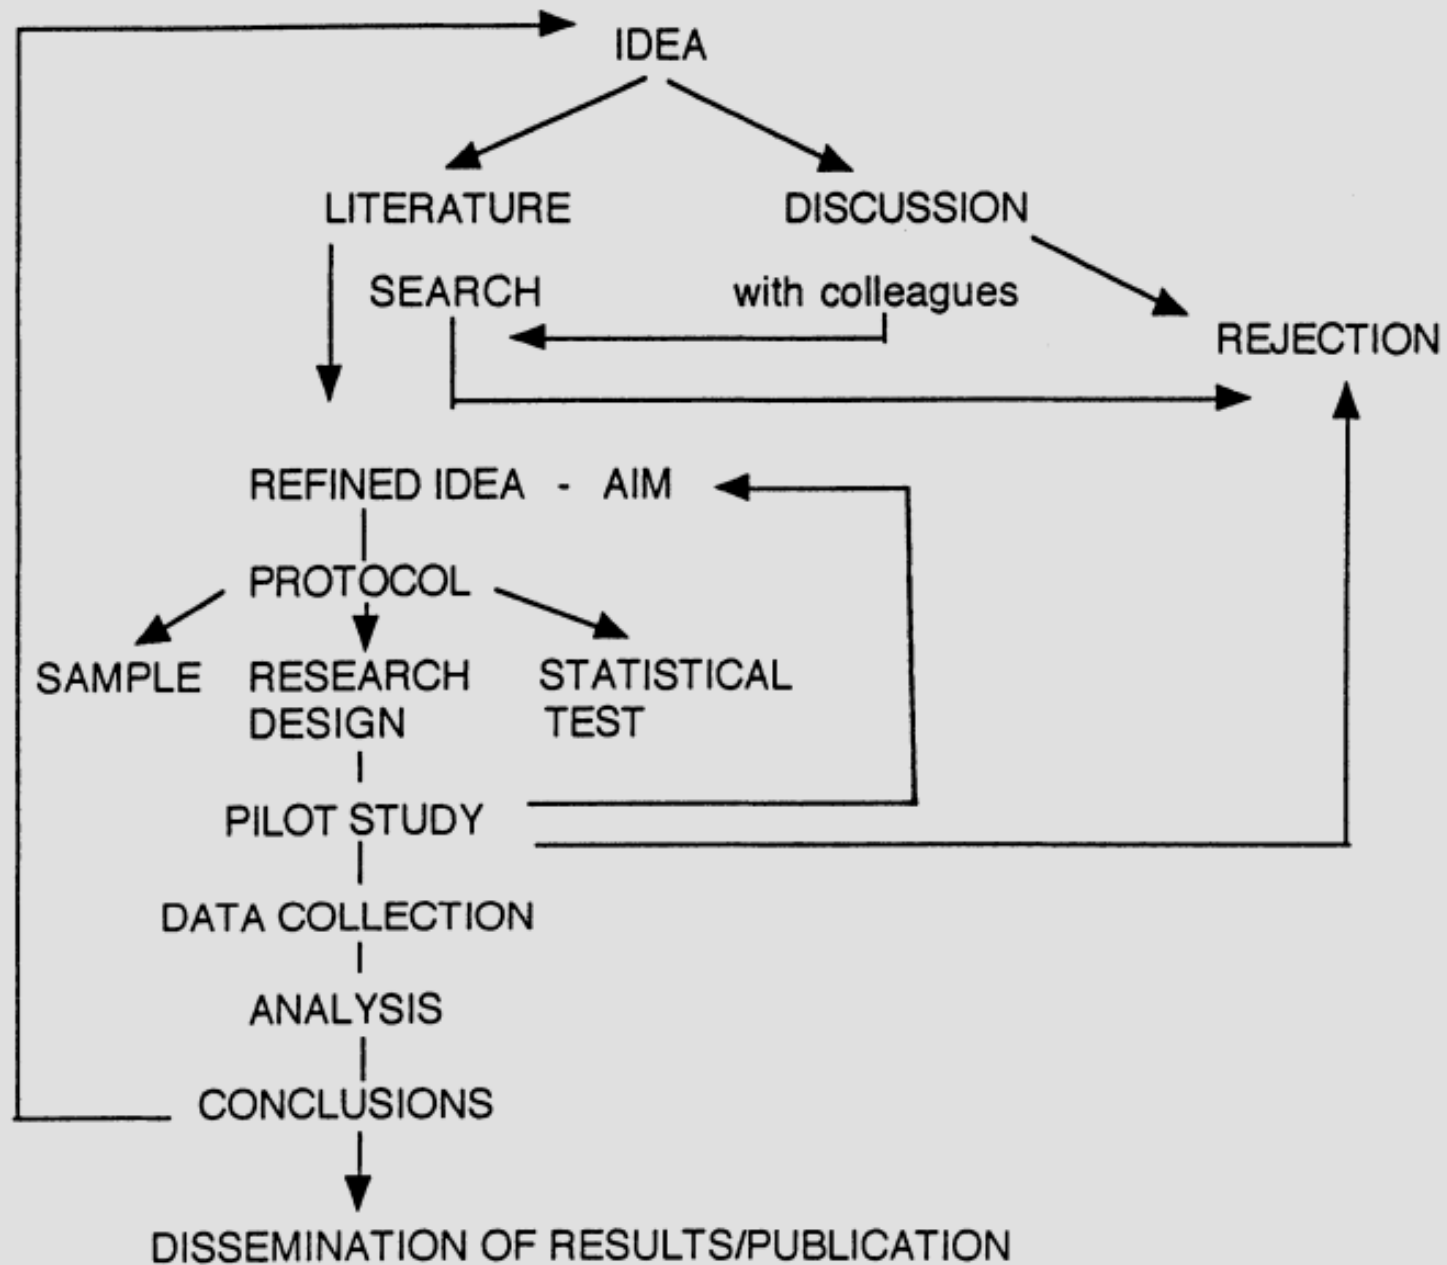 IDEA
LITERATURE
DISCUSSION
SEARCH
with colleagues
REJECTION
REFINED IDEA - AIM
PROTOCOL
SAMPLE
RESEARCH
DESIGN
STATISTICAL
TEST
PILOT STUDY
DATA COLLECTION
ANALYSIS
CONCLUSIONS
DISSEMINATION OF RESULTS/PUBLICATION